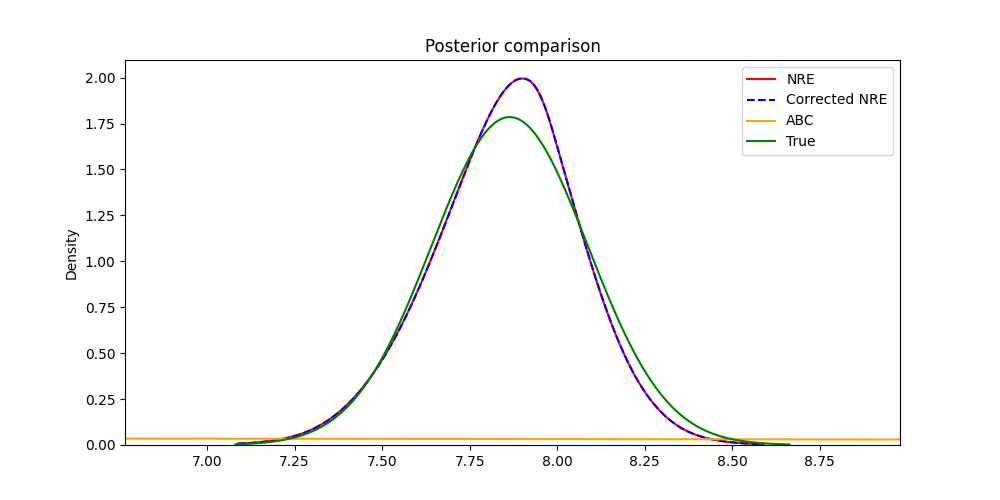 Posterior comparison
NRE
Corrected NRE
ABC
True
Density
2.00
1.75
1.50
1.25
1.00
0.75
0.50
0.25
0.00
7.00 7.25 7.50 7.75 8.00 8.25 8.50 8.75